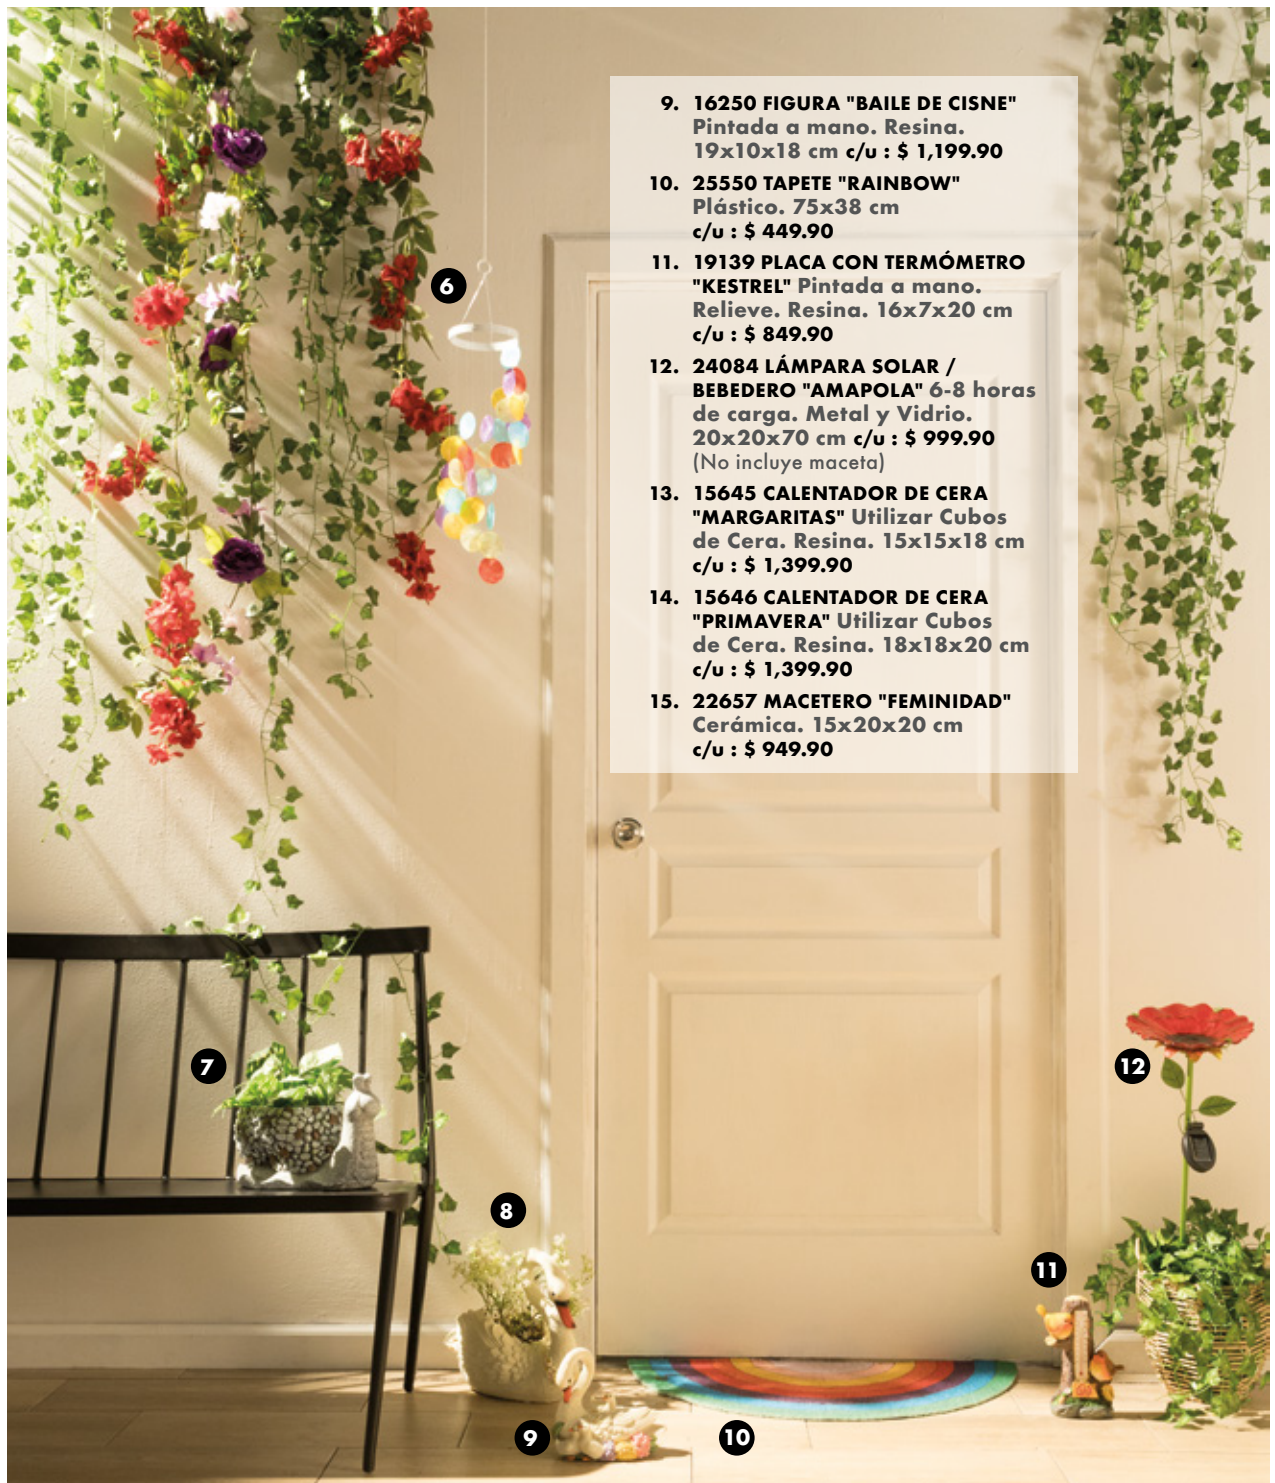 9. 16250 FIGURA "BAILE DE CISNE"
Pintada a mano. Resina.
19x10x18 cm c/u : $ 1,199.90
10. 25550 TAPETE "RAINBOW"
Plástico. 75x38 cm
c/u : $ 449.90
11. 19139 PLACA CON TERMÓMETRO
"KESTREL" Pintada a mano.
Relieve. Resina. 16x7x20 cm
c/u : $ 849.90
12. 24084 LÁMPARA SOLAR /
BEBEDERO "AMAPOLA" 6-8 horas
de carga. Metal y Vidrio.
20x20x70 cm c/u : $ 999.90
(No incluye maceta)
13. 15645 CALENTADOR DE CERA
"MARGARITAS" Utilizar Cubos
de Cera. Resina. 15x15x18 cm
c/u : $ 1,399.90
14. 15646 CALENTADOR DE CERA
"PRIMAVERA" Utilizar Cubos
de Cera. Resina. 18x18x20 cm
c/u : $ 1,399.90
15. 22657 MACETERO "FEMINIDAD"
Cerámica. 15x20x20 cm
c/u : $ 949.90
6
7
12
8
11
9
10